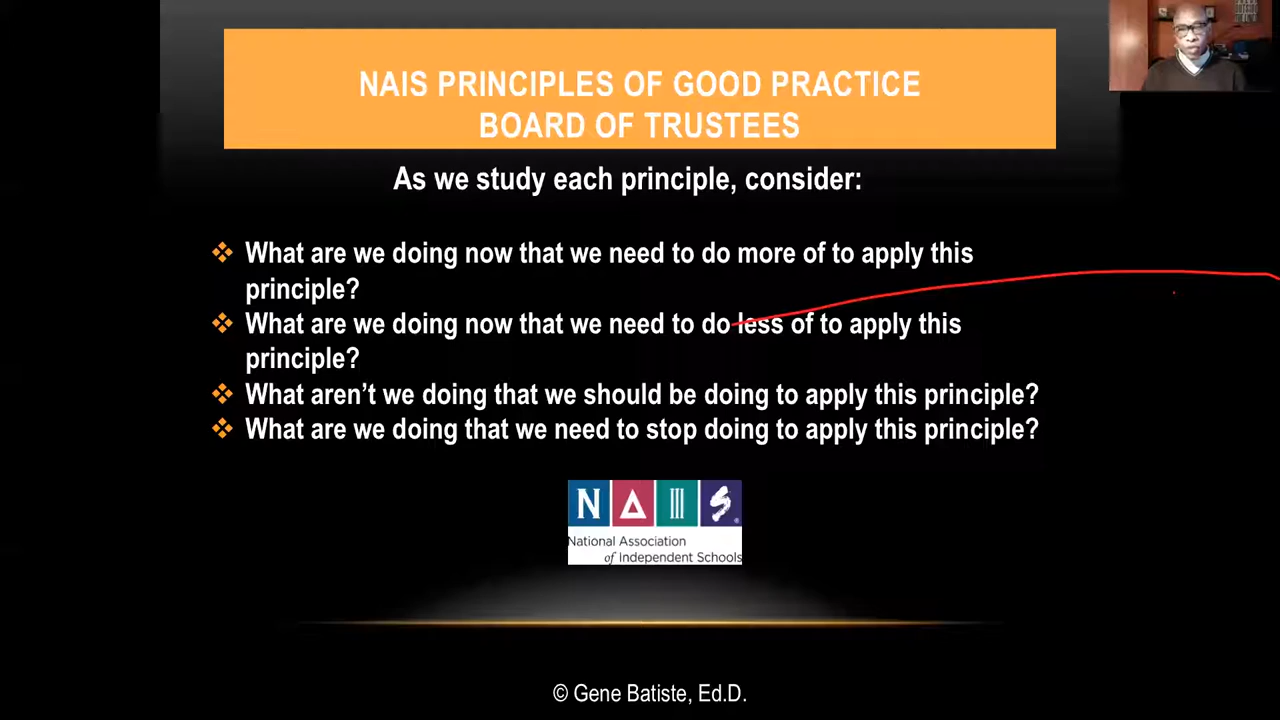 NAIS PRINCIPLES OF GOOD PRACTICE
BOARD OF TRUSTEES
As we study each principle, consider:
What are we doing now that we need to do more of to apply this
principle?
What are we doing now that we need to do less of to apply this
principle?
What aren't we doing that we should be doing to apply this principle?
What are we doing that we need to stop doing to apply this principle?
NAIS®
National Association
of Independent Schools
© Gene Batiste, Ed.D.